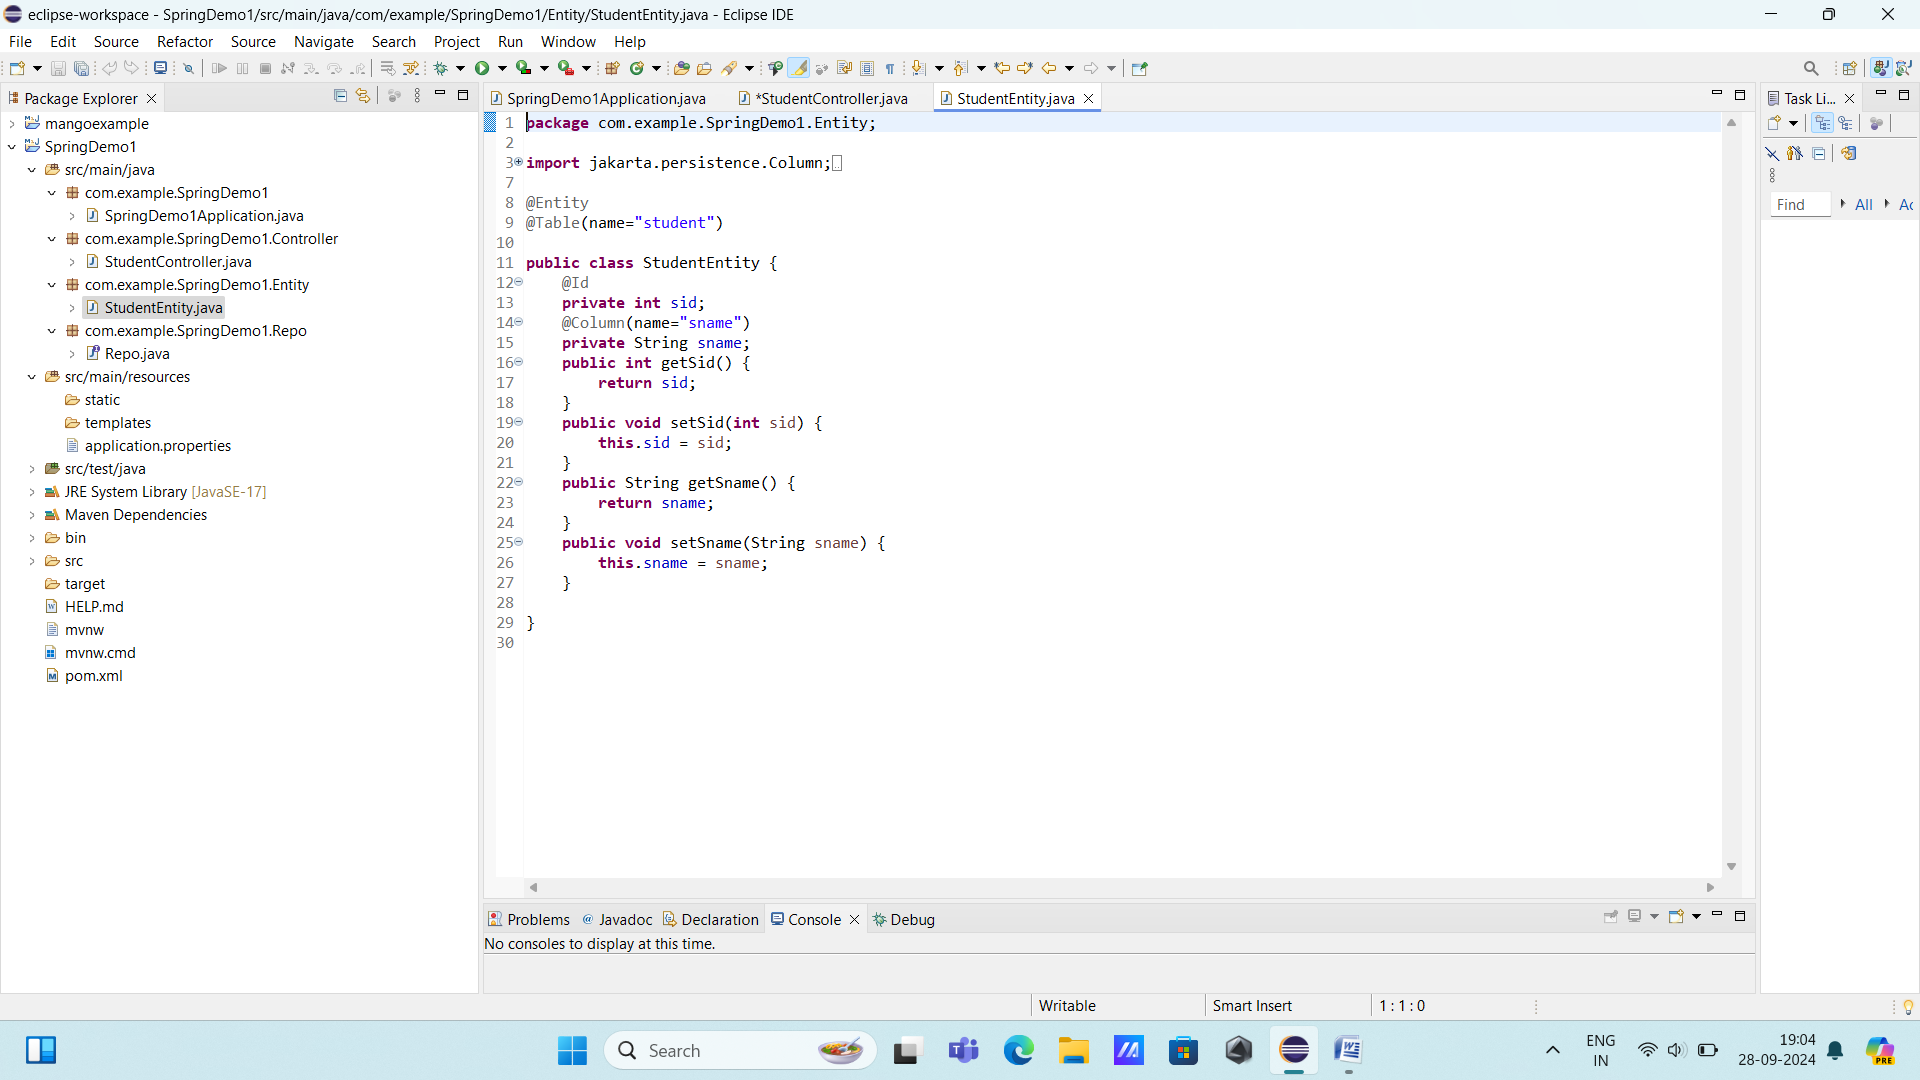 eclipse-workspace - SpringDemo1/src/main/java/com/example/SpringDemo1/Entity/StudentEntity.java - Eclipse IDE
File Edit Source Refactor Source Navigate Search Project Run Window Help
Package Explorer
mangoexample
SpringDemo1
src/main/java
com.example.SpringDemo1
SpringDemo1Application.java
com.example.SpringDemo1.Controller
StudentController.java
com.example.SpringDemo1.Entity
StudentEntity.java
com.example.SpringDemo1.Repo
Repo.java
src/main/resources
static
templates
application.properties
src/test/java
JRE System Library [JavaSE-17]
Maven Dependencies
bin
src
target
HELP.md
mvnw
mvnw.cmd
pom.xml
SpringDemo1Application.java *StudentController.java StudentEntity.java
1 package com.example.SpringDemo1.Entity;
2
3 import jakarta.persistence.Column;
7
8 @Entity
9 @Table(name="student")
10
11 public class StudentEntity {
12 @Id
13 private int sid;
14 @Column(name="sname")
15 private String sname;
16 public int getSid() {
17 return sid;
18 }
19 public void setSid(int sid) {
20 this.sid = sid;
21 }
22 public String getSname() {
23 return sname;
24 }
25 public void setSname(String sname) {
26 this.sname = sname;
27 }
28
29 }
30
Problems @ Javadoc Declaration Console Debug
No consoles to display at this time.
Task Li...
Find All Ac
Writable Smart Insert 1 : 1 : 0
Search
ENG
IN
19:04
28-09-2024
PRE